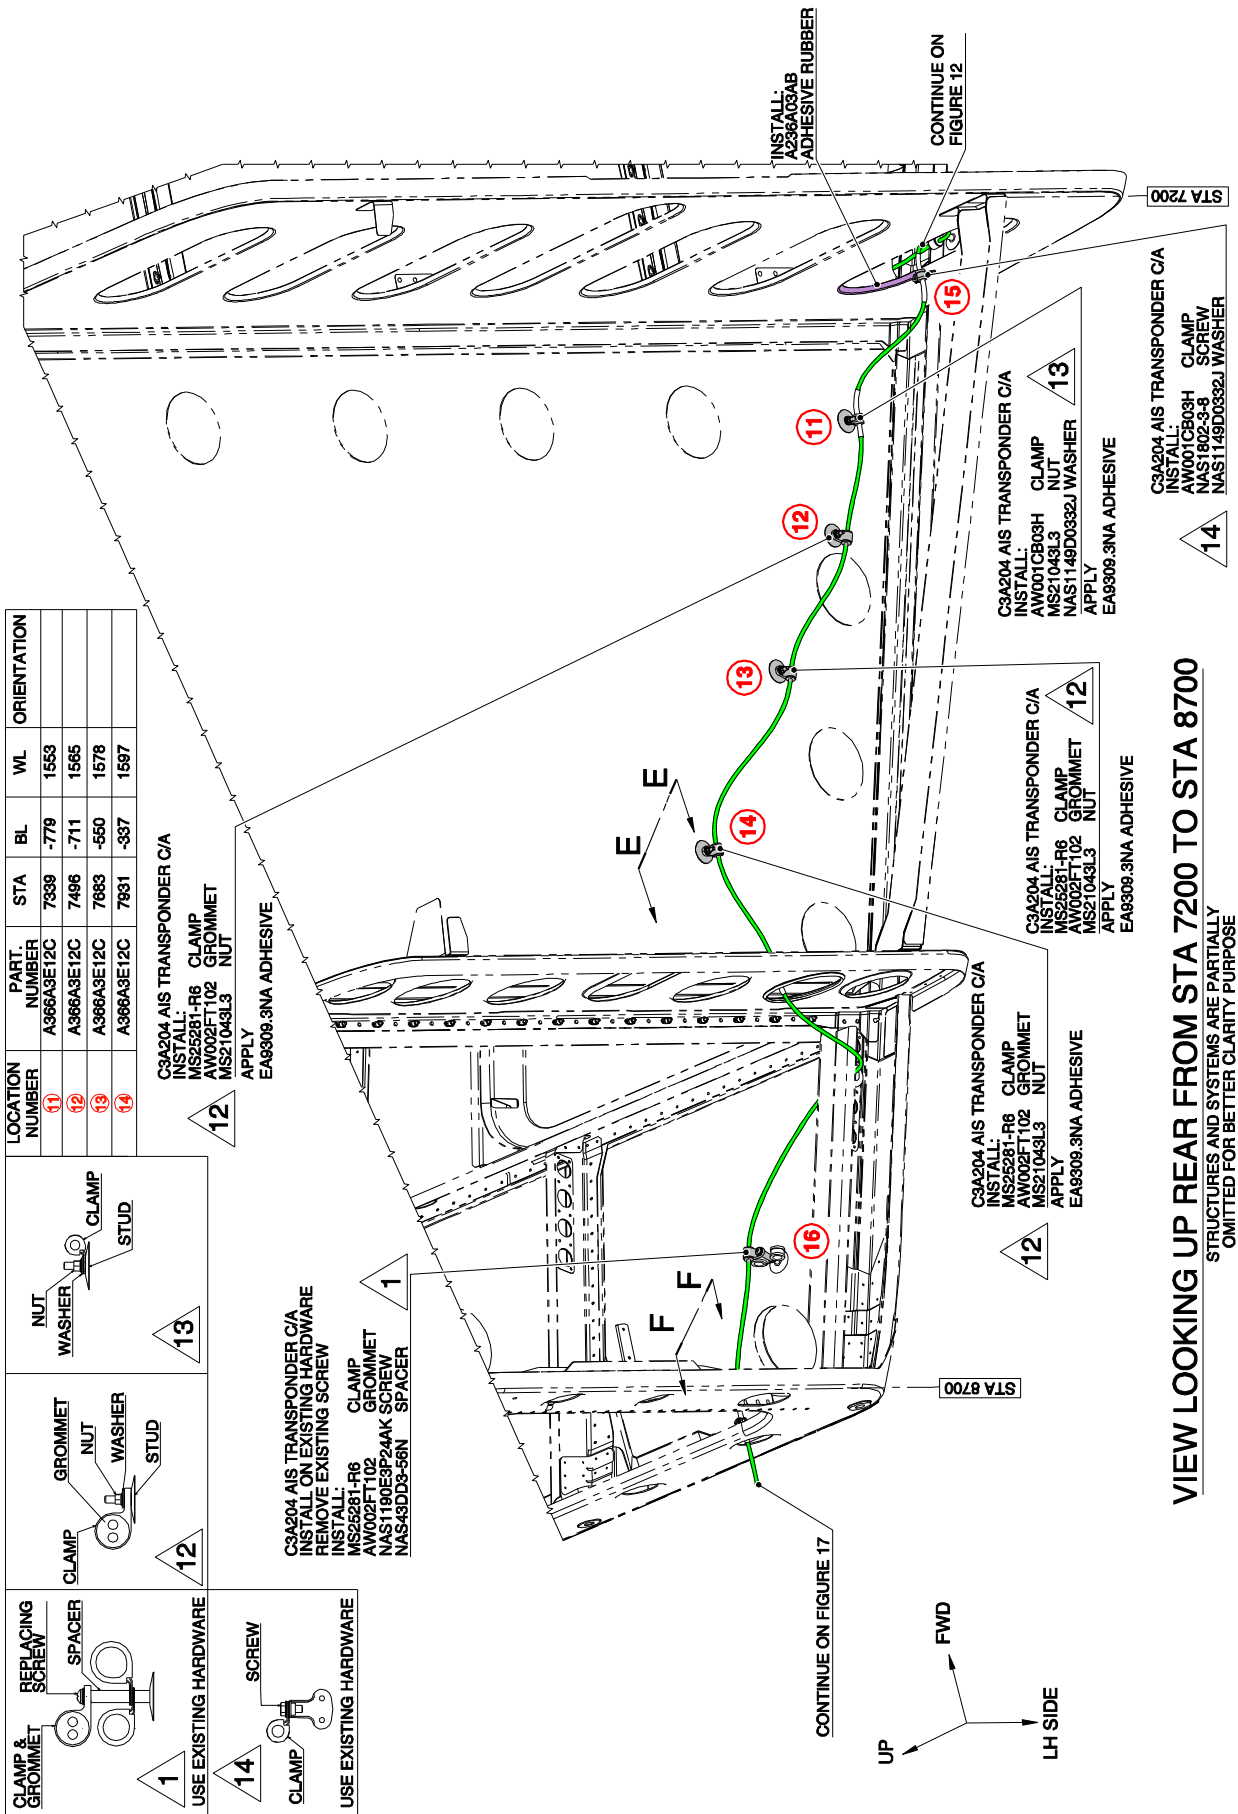 CLAMP &
GROMMET
REPLACING
SCREW
SPACER
1
USE EXISTING HARDWARE
CLAMP
GROMMET
NUT
WASHER
STUD
12
NUT
WASHER
CLAMP
STUD
13
14
SCREW
CLAMP
USE EXISTING HARDWARE
LOCATION NUMBER PART. NUMBER STA BL WL ORIENTATION
11 A366A3E12C 7339 -779 1553
12 A366A3E12C 7496 -711 1565
13 A366A3E12C 7683 -550 1578
14 A366A3E12C 7931 -337 1597
12
C3A204 AIS TRANSPONDER C/A
INSTALL:
MS25281-R6 CLAMP
AW002FT102 GROMMET
MS21043L3 NUT
APPLY
EA9309.3NA ADHESIVE
C3A204 AIS TRANSPONDER C/A
INSTALL ON EXISTING HARDWARE
REMOVE EXISTING SCREW
INSTALL:
MS25281-R6 CLAMP
AW002FT102 GROMMET
NAS1190E3P24AK SCREW
NAS43DD3-56N SPACER
1
E
E
F
F
11
12
13
14
15
16
INSTALL:
A236A03AB
ADHESIVE RUBBER
CONTINUE ON
FIGURE 12
STA 7200
STA 8700
CONTINUE ON FIGURE 17
C3A204 AIS TRANSPONDER C/A
INSTALL:
MS25281-R6 CLAMP
AW002FT102 GROMMET
MS21043L3 NUT
APPLY
EA9309.3NA ADHESIVE
12
C3A204 AIS TRANSPONDER C/A
INSTALL:
MS25281-R6 CLAMP
AW002FT102 GROMMET
MS21043L3 NUT
APPLY
EA9309.3NA ADHESIVE
12
C3A204 AIS TRANSPONDER C/A
INSTALL:
AW001CB03H CLAMP
MS21043L3 NUT
NAS1149D0332J WASHER
APPLY
EA9309.3NA ADHESIVE
13
C3A204 AIS TRANSPONDER C/A
INSTALL:
AW001CB03H CLAMP
NAS1802-3-8 SCREW
NAS1149D0332J WASHER
14
UP
FWD
LH SIDE
VIEW LOOKING UP REAR FROM STA 7200 TO STA 8700
STRUCTURES AND SYSTEMS ARE PARTIALLY
OMITTED FOR BETTER CLARITY PURPOSE